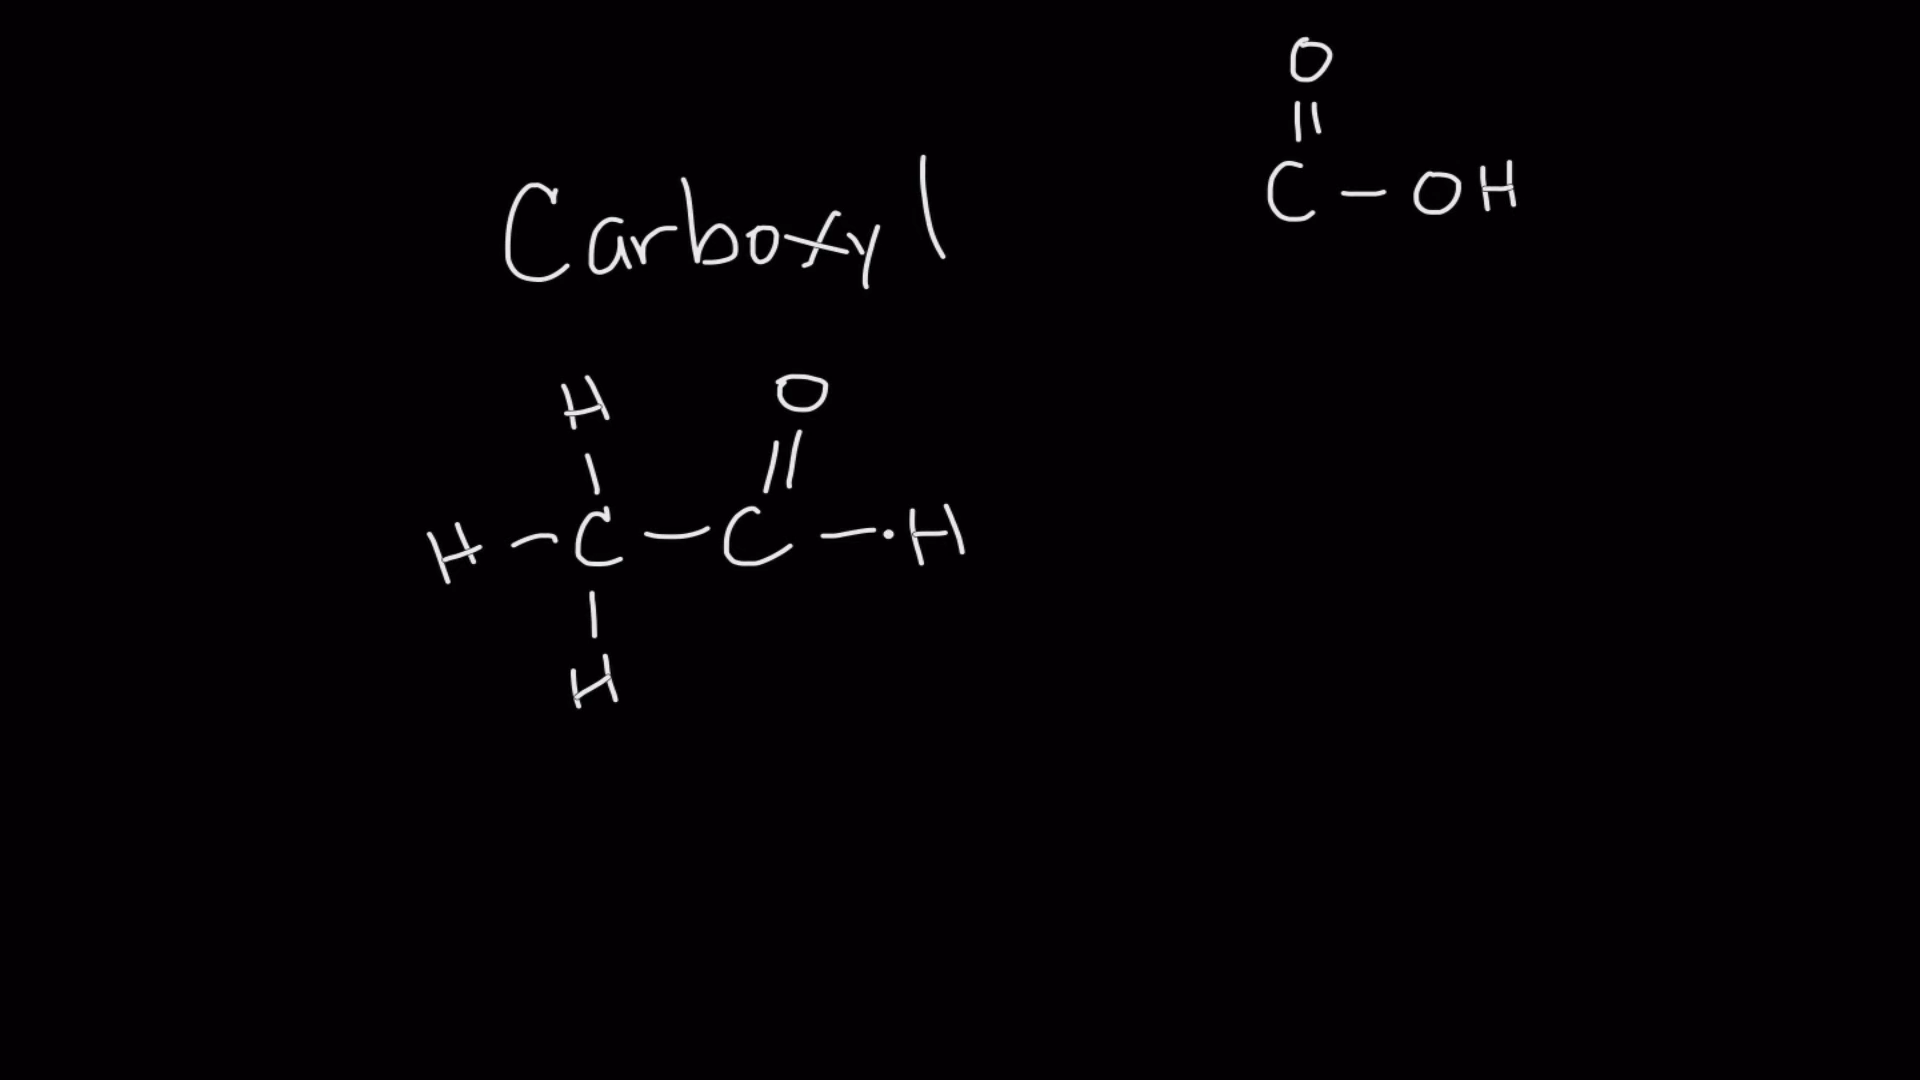 O
||
C - OH
Carboxyl
H O
| ||
H - C - C - · H
|
H